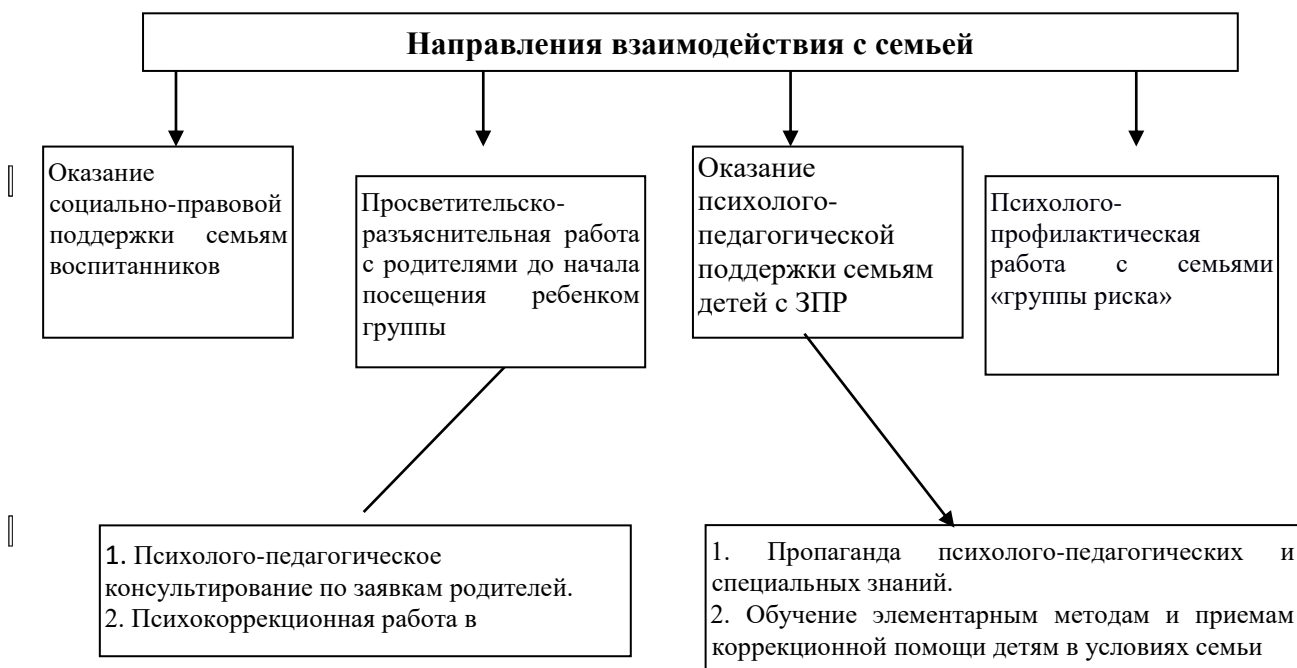 Направления взаимодействия с семьей
Оказание
социально-правовой
поддержки семьям
воспитанников
Просветительско-
разъяснительная работа
с родителями до начала
посещения ребенком
группы
Оказание
психолого-
педагогической
поддержки семьям
детей с ЗПР
Психолого-
профилактическая
работа с семьями
«группы риска»
1. Психолого-педагогическое
консультирование по заявкам родителей.
2. Психокоррекционная работа в
1. Пропаганда психолого-педагогических и
специальных знаний.
2. Обучение элементарным методам и приемам
коррекционной помощи детям в условиях семьи